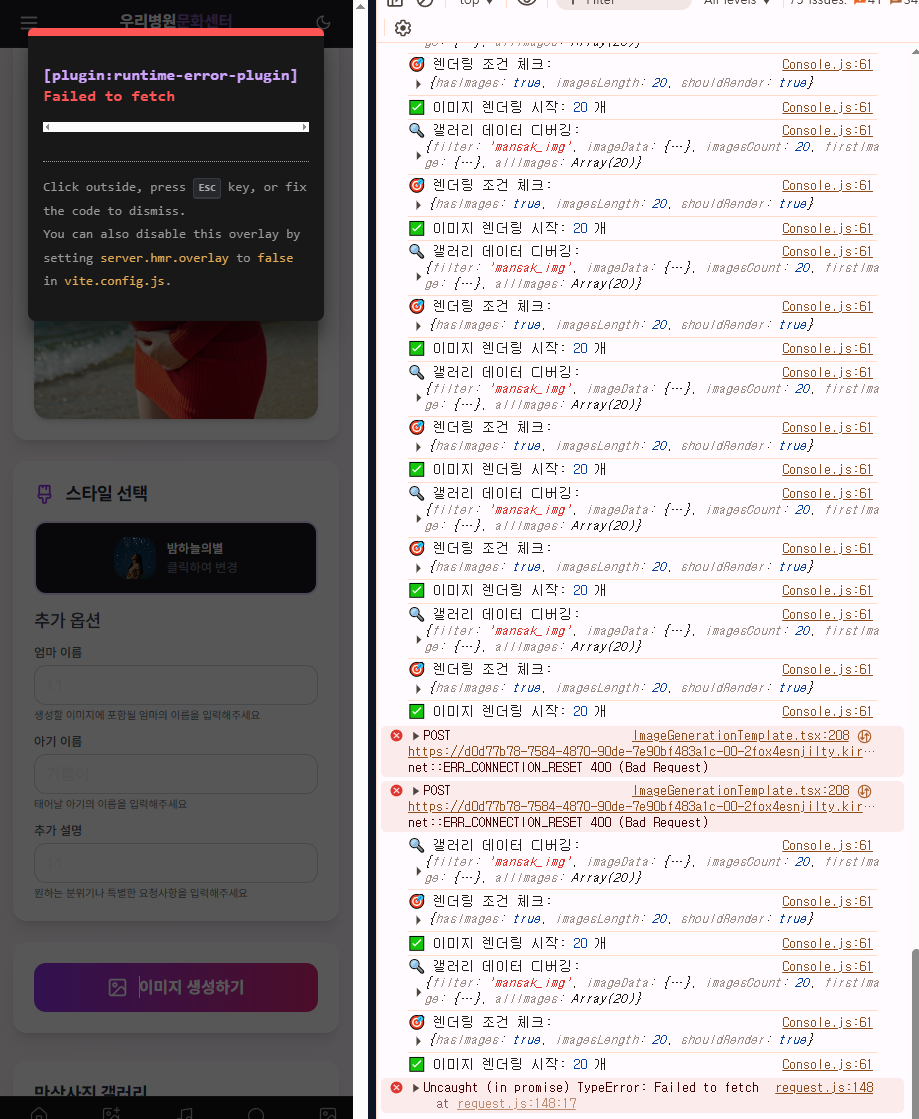 우리병원문화센터
[plugin:runtime-error-plugin]
Failed to fetch
Click outside, press Esc key, or fix
the code to dismiss.
You can also disable this overlay by
setting server.hmr.overlay to false
in vite.config.js.
스타일 선택
밤하늘의별
클릭하여 변경
추가 옵션
엄마 이름
생성할 이미지에 포함될 엄마의 이름을 입력해주세요
아기 이름
태어날 아기의 이름을 입력해주세요
추가 설명
원하는 분위기나 특별한 요청사항을 입력해주세요
이미지 생성하기
만삭사진 갤러리
top
Filter
All levels
ge: {…}, allImages: Array(20)}
🎯 렌더링 조건 체크: Console.js:61
{hasImages: true, imagesLength: 20, shouldRender: true}
✅ 이미지 렌더링 시작: 20 개 Console.js:61
🔍 갤러리 데이터 디버깅: Console.js:61
{filter: 'mansak_img', imageData: {…}, imagesCount: 20, firstIma
ge: {…}, allImages: Array(20)}
🎯 렌더링 조건 체크: Console.js:61
{hasImages: true, imagesLength: 20, shouldRender: true}
✅ 이미지 렌더링 시작: 20 개 Console.js:61
🔍 갤러리 데이터 디버깅: Console.js:61
{filter: 'mansak_img', imageData: {…}, imagesCount: 20, firstIma
ge: {…}, allImages: Array(20)}
🎯 렌더링 조건 체크: Console.js:61
{hasImages: true, imagesLength: 20, shouldRender: true}
✅ 이미지 렌더링 시작: 20 개 Console.js:61
🔍 갤러리 데이터 디버깅: Console.js:61
{filter: 'mansak_img', imageData: {…}, imagesCount: 20, firstIma
ge: {…}, allImages: Array(20)}
🎯 렌더링 조건 체크: Console.js:61
{hasImages: true, imagesLength: 20, shouldRender: true}
✅ 이미지 렌더링 시작: 20 개 Console.js:61
🔍 갤러리 데이터 디버깅: Console.js:61
{filter: 'mansak_img', imageData: {…}, imagesCount: 20, firstIma
ge: {…}, allImages: Array(20)}
🎯 렌더링 조건 체크: Console.js:61
{hasImages: true, imagesLength: 20, shouldRender: true}
✅ 이미지 렌더링 시작: 20 개 Console.js:61
🔍 갤러리 데이터 디버깅: Console.js:61
{filter: 'mansak_img', imageData: {…}, imagesCount: 20, firstIma
ge: {…}, allImages: Array(20)}
🎯 렌더링 조건 체크: Console.js:61
{hasImages: true, imagesLength: 20, shouldRender: true}
✅ 이미지 렌더링 시작: 20 개 Console.js:61
POST ImageGenerationTemplate.tsx:208
https://d0d77b78-7584-4870-90de-7e90bf483a1c-00-2fox4esnjilty.kir…
net::ERR_CONNECTION_RESET 400 (Bad Request)
POST ImageGenerationTemplate.tsx:208
https://d0d77b78-7584-4870-90de-7e90bf483a1c-00-2fox4esnjilty.kir…
net::ERR_CONNECTION_RESET 400 (Bad Request)
🔍 갤러리 데이터 디버깅: Console.js:61
{filter: 'mansak_img', imageData: {…}, imagesCount: 20, firstIma
ge: {…}, allImages: Array(20)}
🎯 렌더링 조건 체크: Console.js:61
{hasImages: true, imagesLength: 20, shouldRender: true}
✅ 이미지 렌더링 시작: 20 개 Console.js:61
🔍 갤러리 데이터 디버깅: Console.js:61
{filter: 'mansak_img', imageData: {…}, imagesCount: 20, firstIma
ge: {…}, allImages: Array(20)}
🎯 렌더링 조건 체크: Console.js:61
{hasImages: true, imagesLength: 20, shouldRender: true}
✅ 이미지 렌더링 시작: 20 개 Console.js:61
Uncaught (in promise) TypeError: Failed to fetch request.js:148
at request.js:148:17